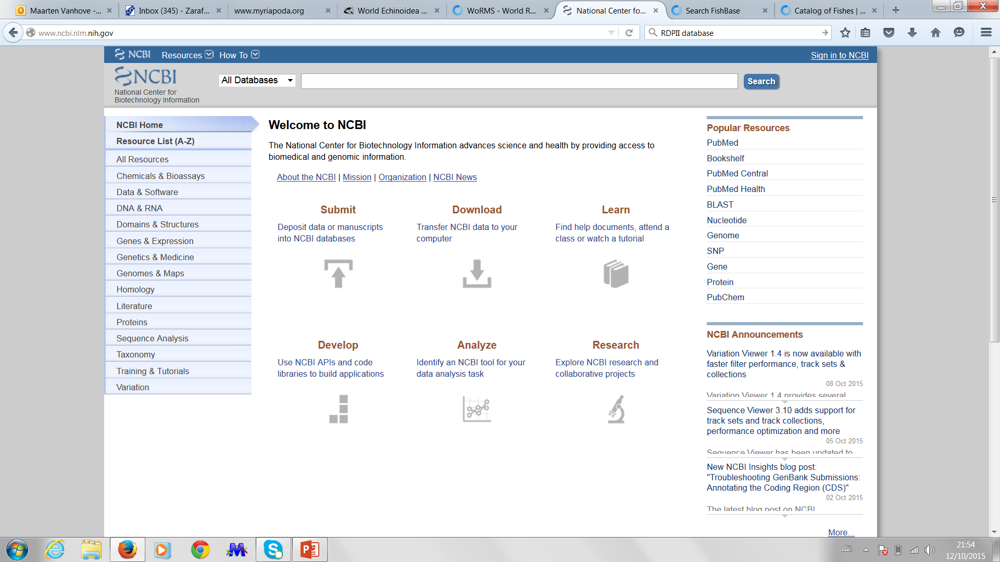 Maarten Vanhove -...
Inbox (345) - Zaraf...
www.myriapoda.org
World Echinoidea ...
WoRMS - World R...
National Center fo...
Search FishBase
Catalog of Fishes | ...
www.ncbi.nlm.nih.gov
RDPII database
NCBI Resources How To
Sign in to NCBI
NCBI
National Center for
Biotechnology Information
All Databases
Search
NCBI Home
Resource List (A-Z)
All Resources
Chemicals & Bioassays
Data & Software
DNA & RNA
Domains & Structures
Genes & Expression
Genetics & Medicine
Genomes & Maps
Homology
Literature
Proteins
Sequence Analysis
Taxonomy
Training & Tutorials
Variation
Welcome to NCBI
The National Center for Biotechnology Information advances science and health by providing access to
biomedical and genomic information.
About the NCBI | Mission | Organization | NCBI News
Submit
Deposit data or manuscripts
into NCBI databases
Download
Transfer NCBI data to your
computer
Learn
Find help documents, attend a
class or watch a tutorial
Develop
Use NCBI APIs and code
libraries to build applications
Analyze
Identify an NCBI tool for your
data analysis task
Research
Explore NCBI research and
collaborative projects
Popular Resources
PubMed
Bookshelf
PubMed Central
PubMed Health
BLAST
Nucleotide
Genome
SNP
Gene
Protein
PubChem
NCBI Announcements
Variation Viewer 1.4 is now available with
faster filter performance, track sets &
collections
08 Oct 2015
Variation Viewer 1.4 provides several
Sequence Viewer 3.10 adds support for
track sets and track collections,
performance optimization and more
05 Oct 2015
Sequence Viewer has been updated to
New NCBI Insights blog post:
"Troubleshooting GenBank Submissions:
Annotating the Coding Region (CDS)"
02 Oct 2015
The latest blog post on NCBI
More...
21:54
12/10/2015